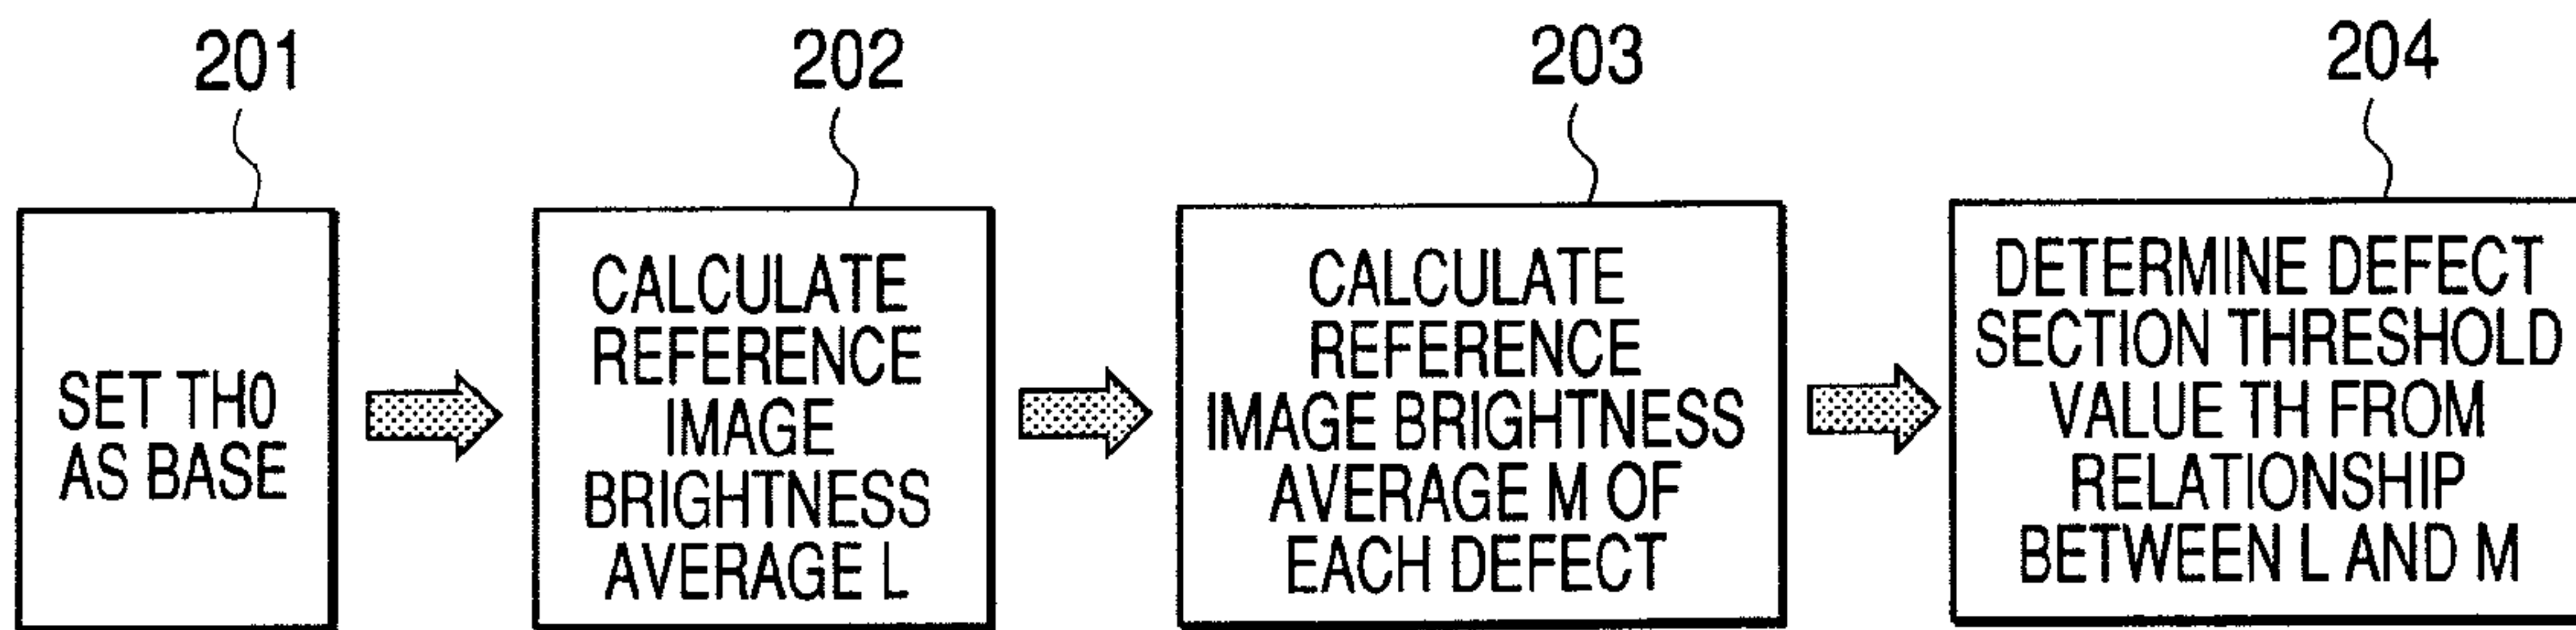 201
202
203
204
SET TH0
AS BASE
CALCULATE
REFERENCE
IMAGE
BRIGHTNESS
AVERAGE L
CALCULATE
REFERENCE
IMAGE BRIGHTNESS
AVERAGE M OF
EACH DEFECT
DETERMINE DEFECT
SECTION THRESHOLD
VALUE TH FROM
RELATIONSHIP
BETWEEN L AND M